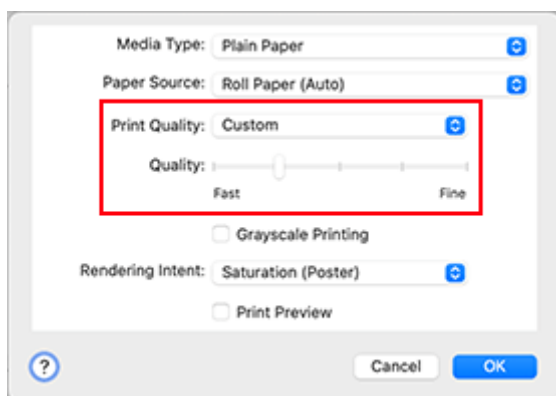 Media Type: Plain Paper
Paper Source: Roll Paper (Auto)
Print Quality: Custom
Quality:
Fast Fine
Grayscale Printing
Rendering Intent: Saturation (Poster)
Print Preview
? Cancel OK